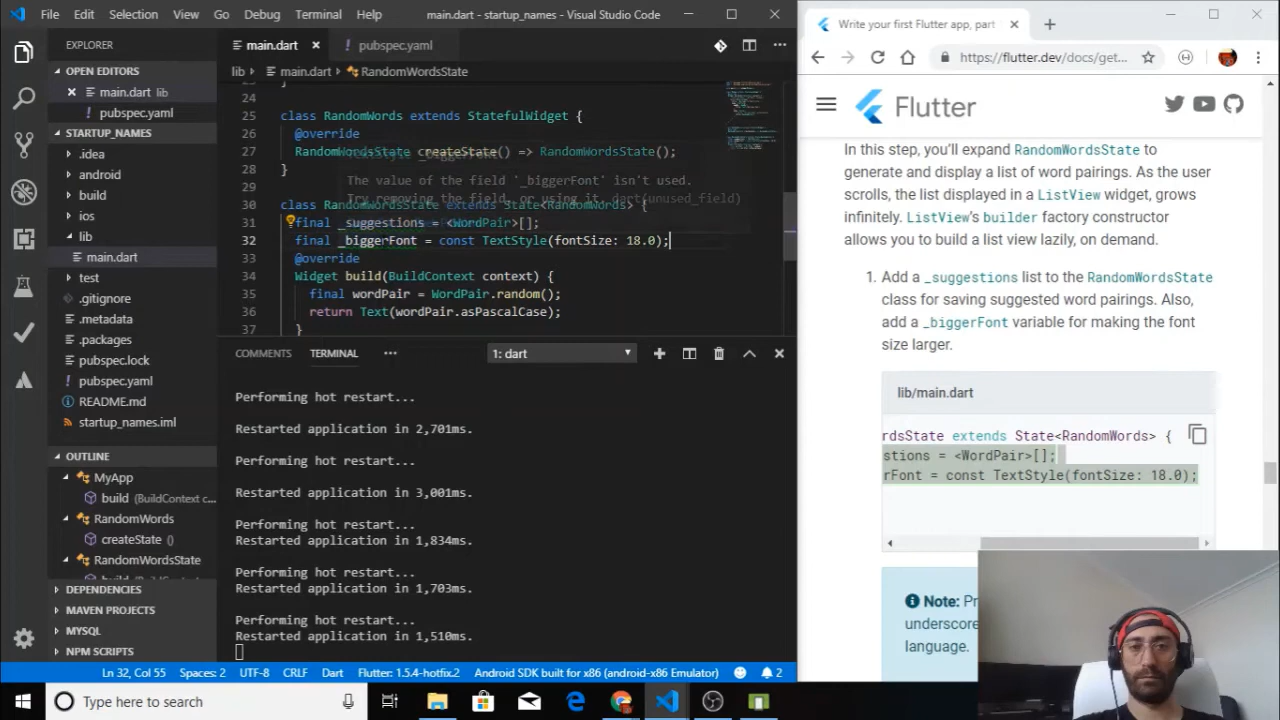 File Edit Selection View Go Debug Terminal Help main.dart - startup_names - Visual Studio Code
EXPLORER
OPEN EDITORS
main.dart lib
pubspec.yaml
STARTUP_NAMES
.idea
android
build
ios
lib
main.dart
test
.gitignore
.metadata
.packages
pubspec.lock
pubspec.yaml
README.md
startup_names.iml
OUTLINE
MyApp
build (BuildContext c...
RandomWords
createState ()
RandomWordsState
DEPENDENCIES
MAVEN PROJECTS
MYSQL
NPM SCRIPTS
main.dart pubspec.yaml
lib main.dart RandomWordsState
24
25 class RandomWords extends StatefulWidget {
26 @override
27 RandomWordsState createState() => RandomWordsState();
28 }
The value of the field '_biggerFont' isn't used.
Try removing the field, or using it. dart(unused_field)
29
30 class RandomWordsState extends State<RandomWords> {
31 final _suggestions = <WordPair>[];
32 final _biggerFont = const TextStyle(fontSize: 18.0);
33 @override
34 Widget build(BuildContext context) {
35 final wordPair = WordPair.random();
36 return Text(wordPair.asPascalCase);
37 }
COMMENTS TERMINAL 1: dart
Performing hot restart...
Restarted application in 2,701ms.
Performing hot restart...
Restarted application in 3,001ms.
Performing hot restart...
Restarted application in 1,834ms.
Performing hot restart...
Restarted application in 1,703ms.
Performing hot restart...
Restarted application in 1,510ms.
Ln 32, Col 55 Spaces: 2 UTF-8 CRLF Dart Flutter: 1.5.4-hotfix.2 Android SDK built for x86 (android-x86 Emulator) 2
Write your first Flutter app, part
https://flutter.dev/docs/get...
Flutter
In this step, you'll expand RandomWordsState to
generate and display a list of word pairings. As the user
scrolls, the list displayed in a ListView widget, grows
infinitely. ListView's builder factory constructor
allows you to build a list view lazily, on demand.
1. Add a _suggestions list to the RandomWordsState
class for saving suggested word pairings. Also,
add a _biggerFont variable for making the font
size larger.
lib/main.dart
rdsState extends State<RandomWords> {
stions = <WordPair>[];
rFont = const TextStyle(fontSize: 18.0);
Note: Pr
underscore
language.
Type here to search